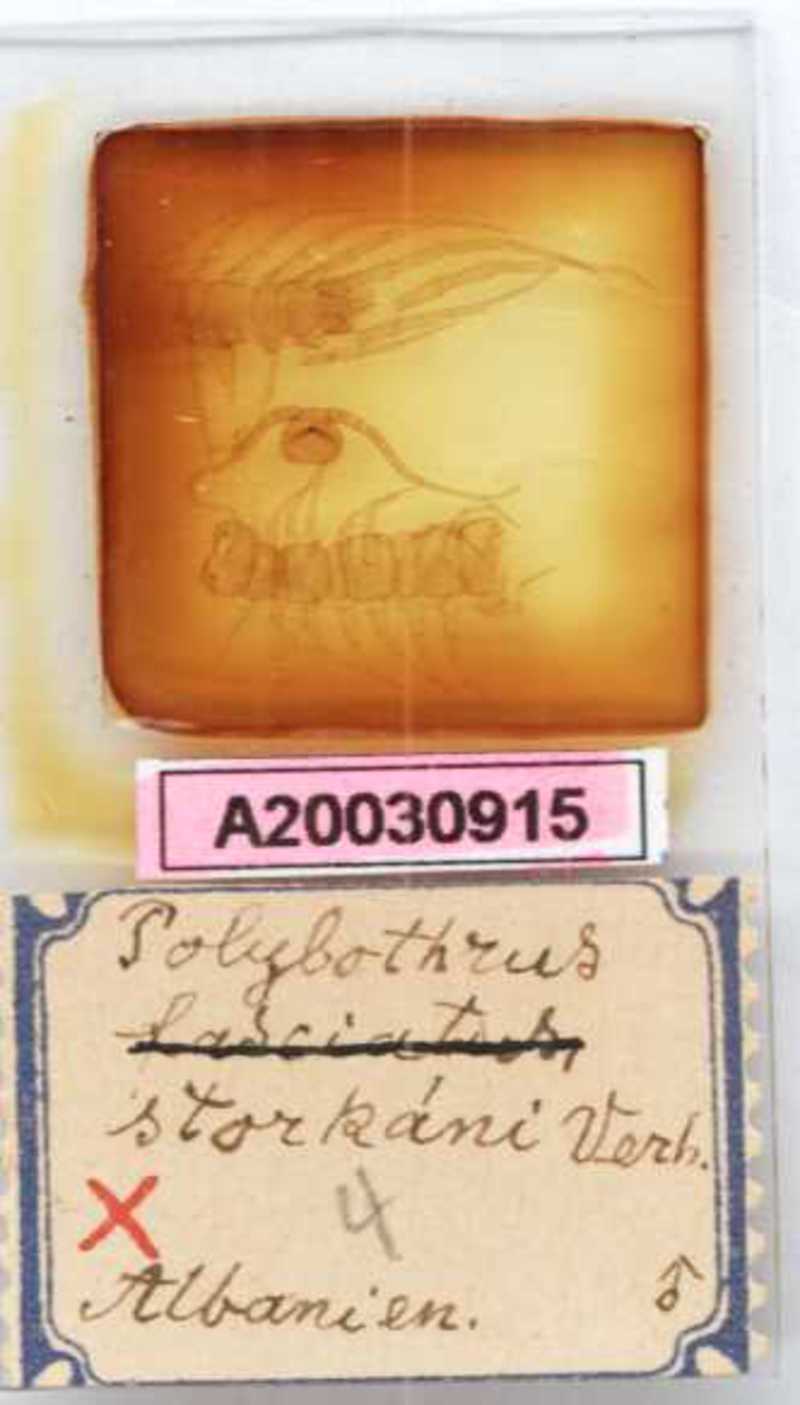 A20030915
Polybothrus
fasciatus,
storkáni Verh.
X 4
Albanien. ♂